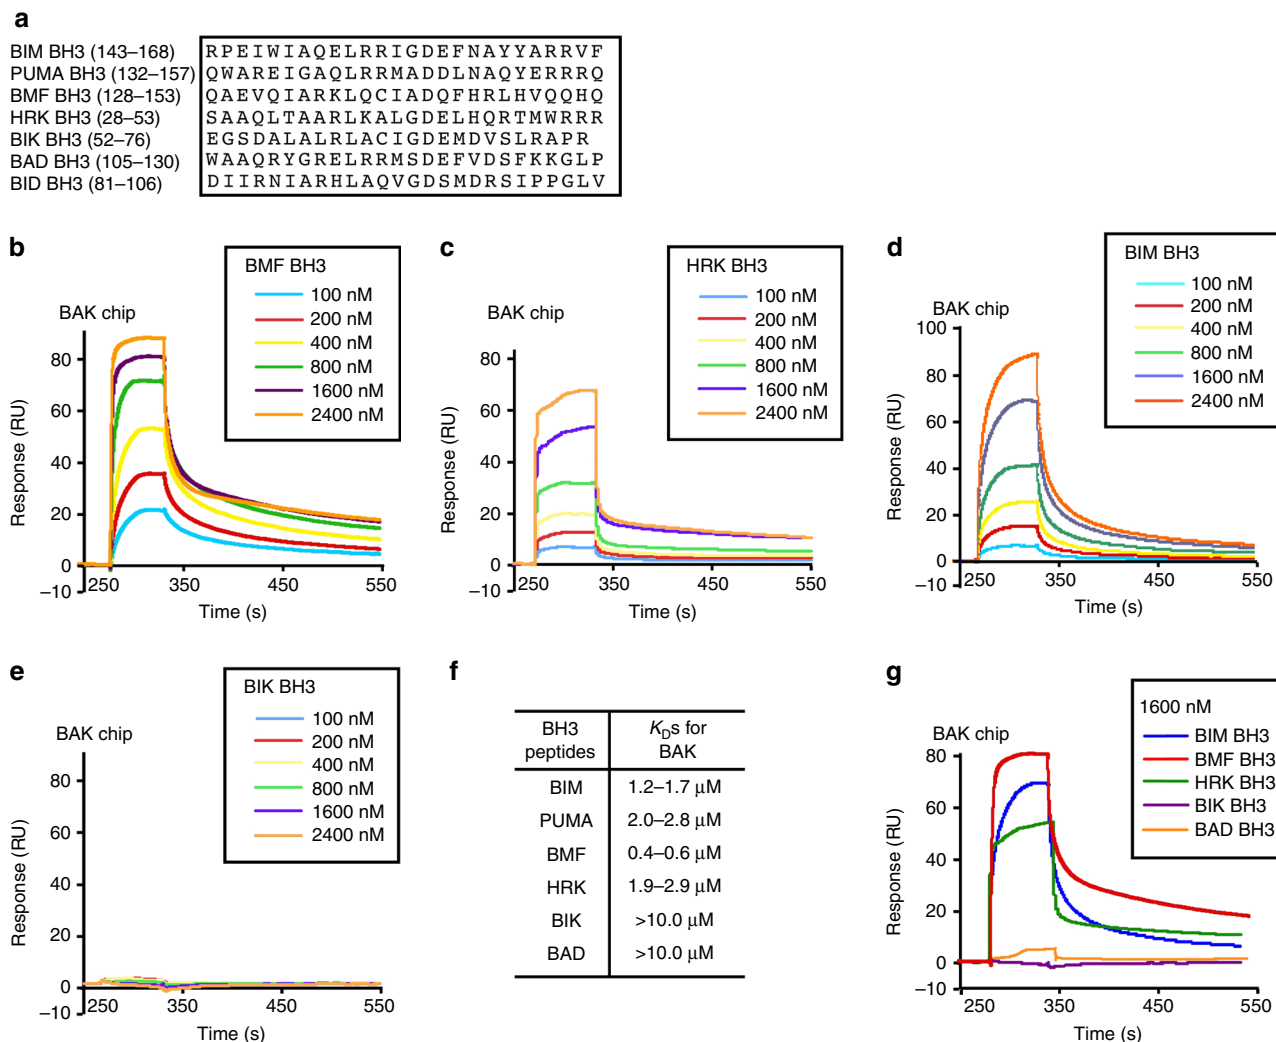 a
BIM BH3 (143–168) RPEIWIAQELRRIGDEFNAYYARRVF
PUMA BH3 (132–157) QWAREIGAQLRRMADDLNAQYERRRQ
BMF BH3 (128–153) QAEVQIARKLQCIADQFHRLHVQQHQ
HRK BH3 (28–53) SAAQLTAARLKALGDELHQRTMWRRR
BIK BH3 (52–76) EGSDALALRLACIGDEMDVSLRAPR
BAD BH3 (105–130) WAAQRYGRELRRMSDEFVDSFKKGLP
BID BH3 (81–106) DIIRNIARHLAQVGDSMDRSIPPGLV
b
BMF BH3
100 nM
200 nM
400 nM
800 nM
1600 nM
2400 nM
BAK chip
Response (RU)
80
60
40
20
0
–10
250 350 450 550
Time (s)
c
HRK BH3
100 nM
200 nM
400 nM
800 nM
1600 nM
2400 nM
BAK chip
Response (RU)
80
60
40
20
0
–10
250 350 450 550
Time (s)
d
BIM BH3
100 nM
200 nM
400 nM
800 nM
1600 nM
2400 nM
BAK chip
Response (RU)
100
80
60
40
20
0
–10
250 350 450 550
Time (s)
e
BIK BH3
100 nM
200 nM
400 nM
800 nM
1600 nM
2400 nM
BAK chip
Response (RU)
80
60
40
20
0
–10
250 350 450 550
Time (s)
f
BH3 peptides KDs for BAK
BIM 1.2–1.7 μM
PUMA 2.0–2.8 μM
BMF 0.4–0.6 μM
HRK 1.9–2.9 μM
BIK >10.0 μM
BAD >10.0 μM
g
1600 nM
BIM BH3
BMF BH3
HRK BH3
BIK BH3
BAD BH3
BAK chip
Response (RU)
80
60
40
20
0
–10
250 350 450 550
Time (s)